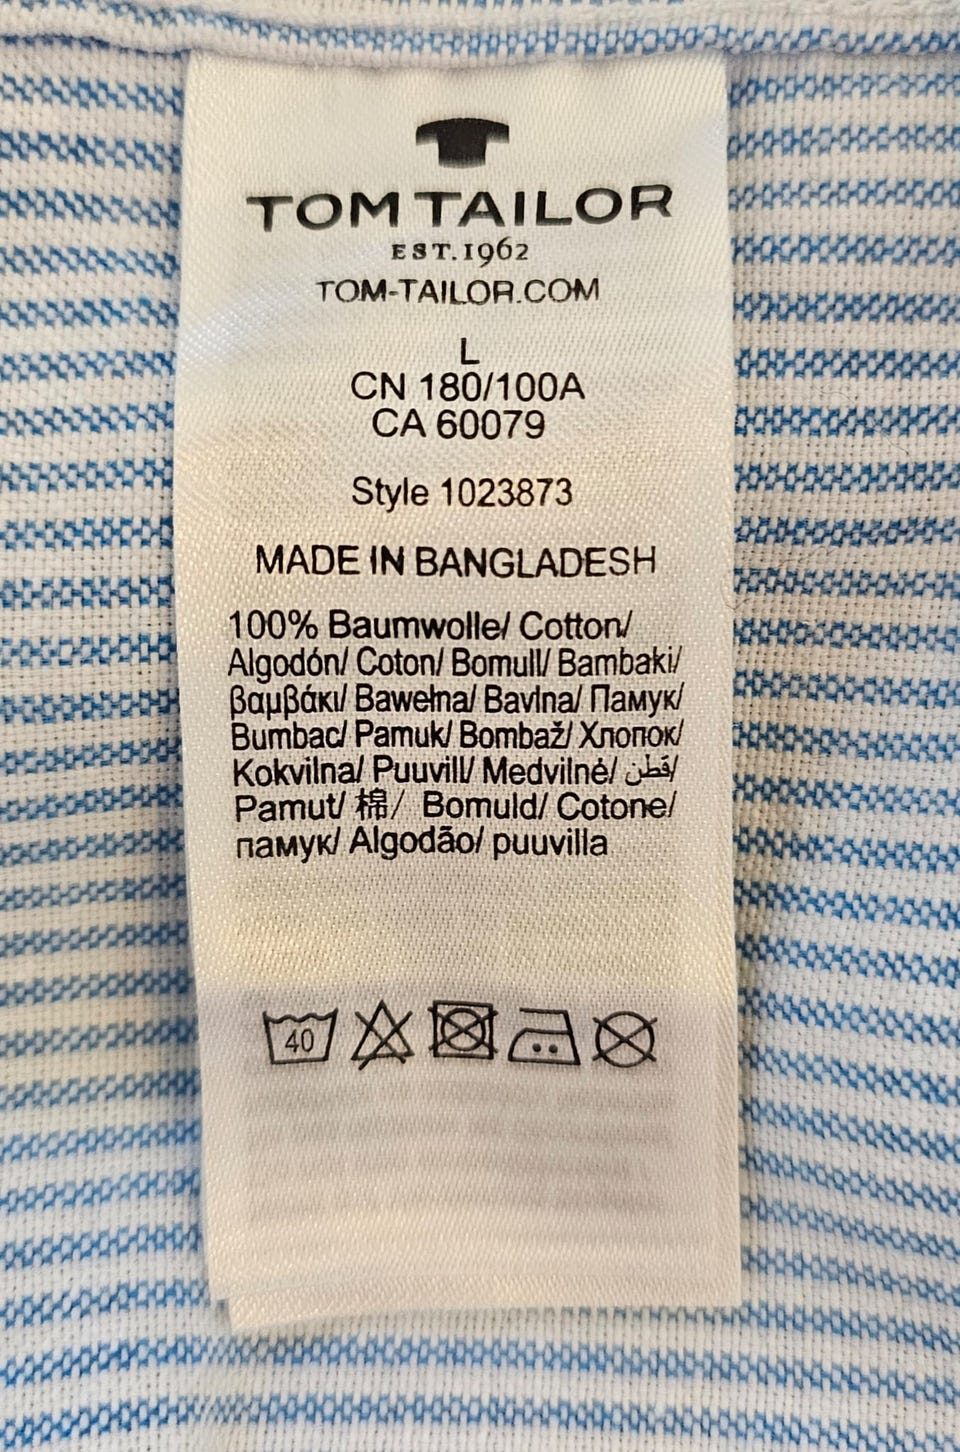 TOM TAILOR
EST.1962
TOM-TAILOR.COM
L
CN 180/100A
CA 60079
Style 1023873
MADE IN BANGLADESH
100% Baumwolle/ Cotton/
Algodón/ Coton/ Bomull/ Bambaki/
βαμβάκι/ Bawełna/ Bavlna/ Памук/
Bumbac/ Pamuk/ Bombaž/ Хлопок/
Kokvilna/ Puuvill/ Medvilnė/ قطن/
Pamut/ 棉/ Bomuld/ Cotone/
памук/ Algodão/ puuvilla
40